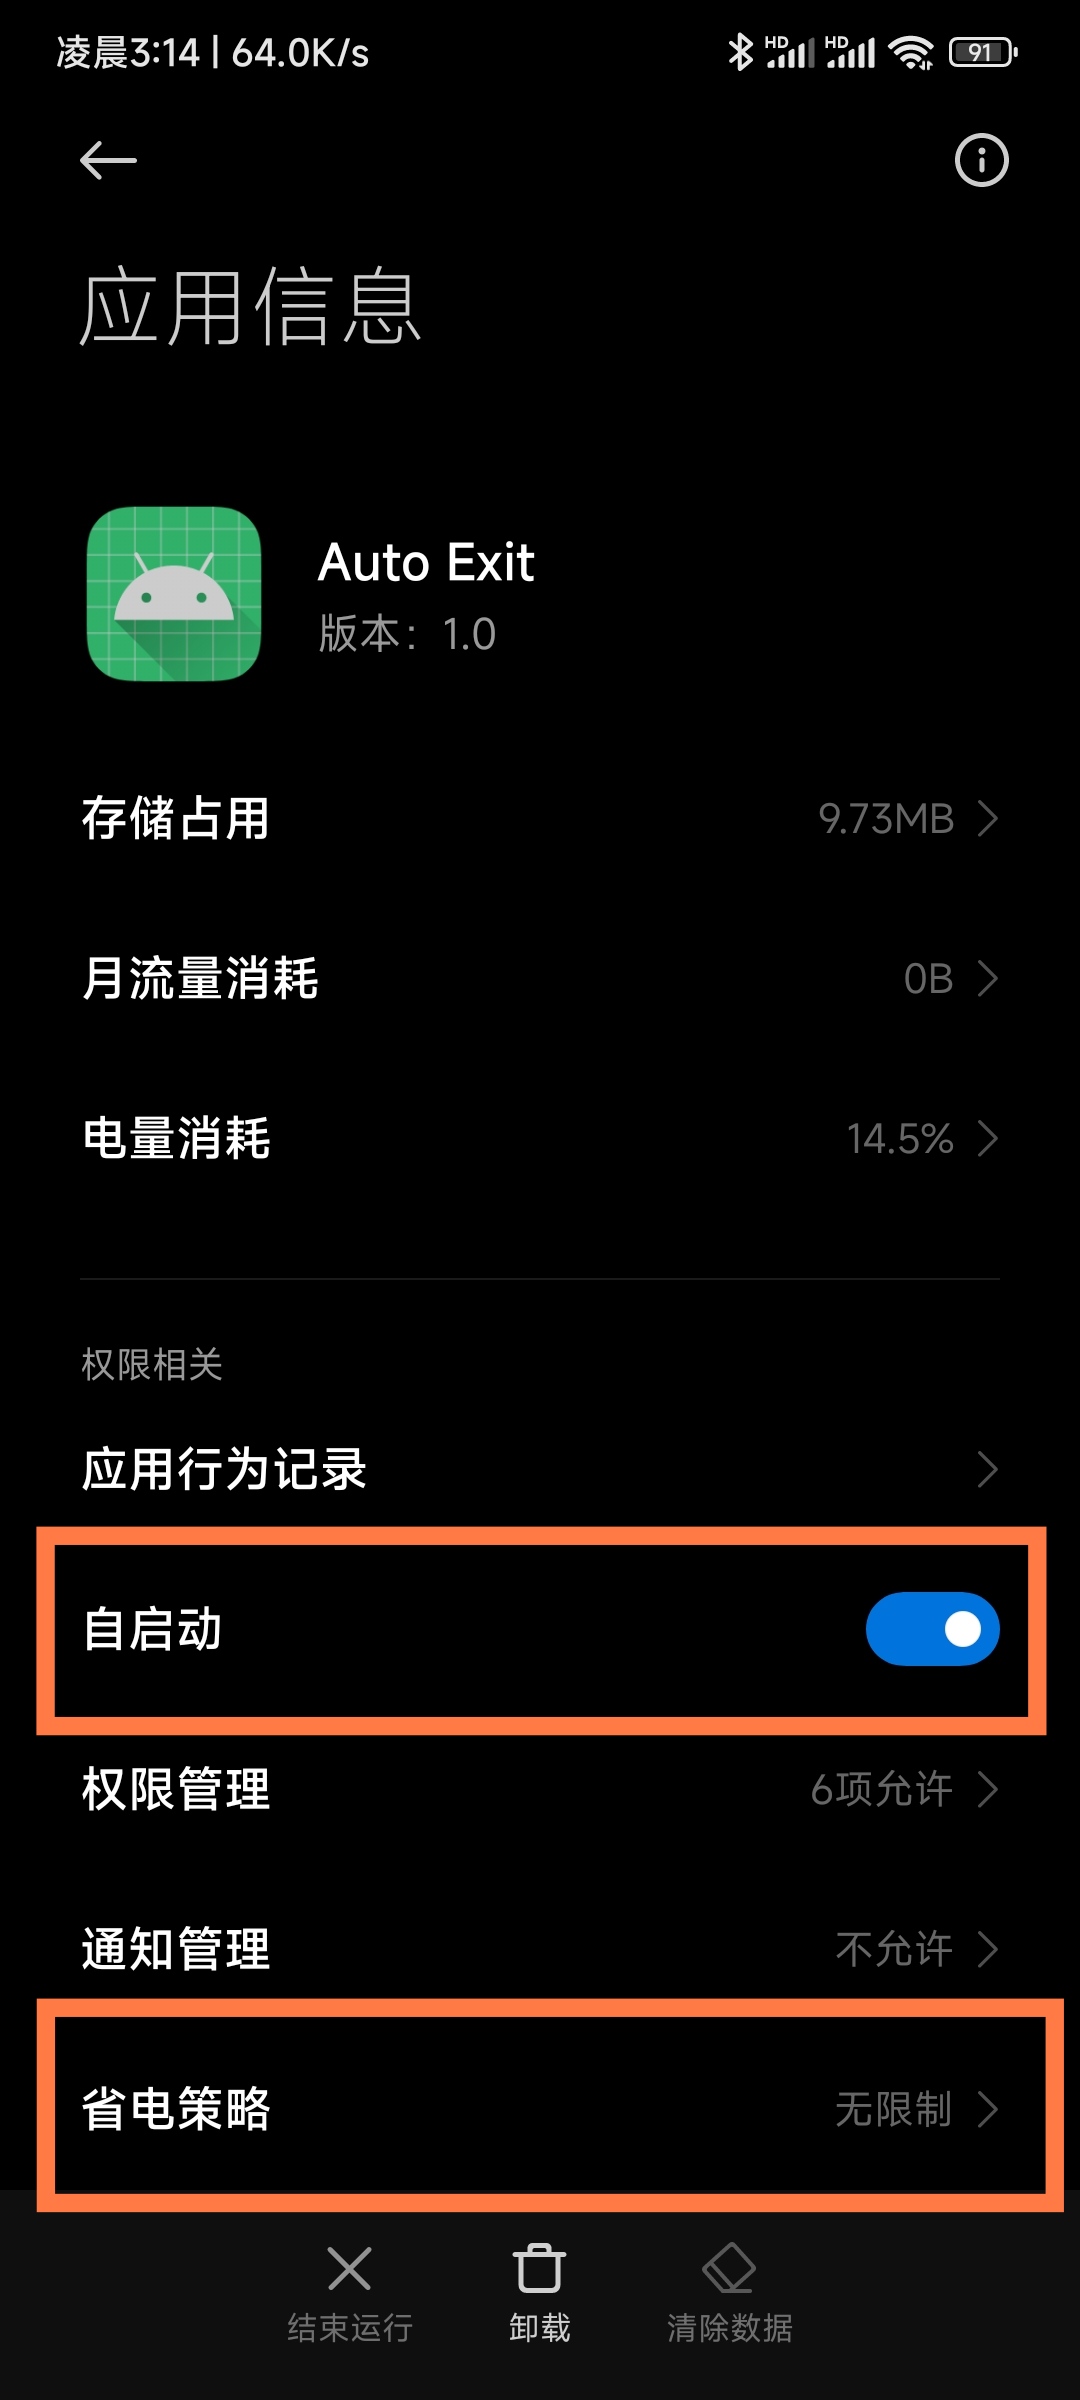 凌晨3:14 | 64.0K/s
HD HD 91
应用信息
Auto Exit
版本：1.0
存储占用 9.73MB
月流量消耗 0B
电量消耗 14.5%
权限相关
应用行为记录
自启动
权限管理 6项允许
通知管理 不允许
省电策略 无限制
结束运行 卸载 清除数据